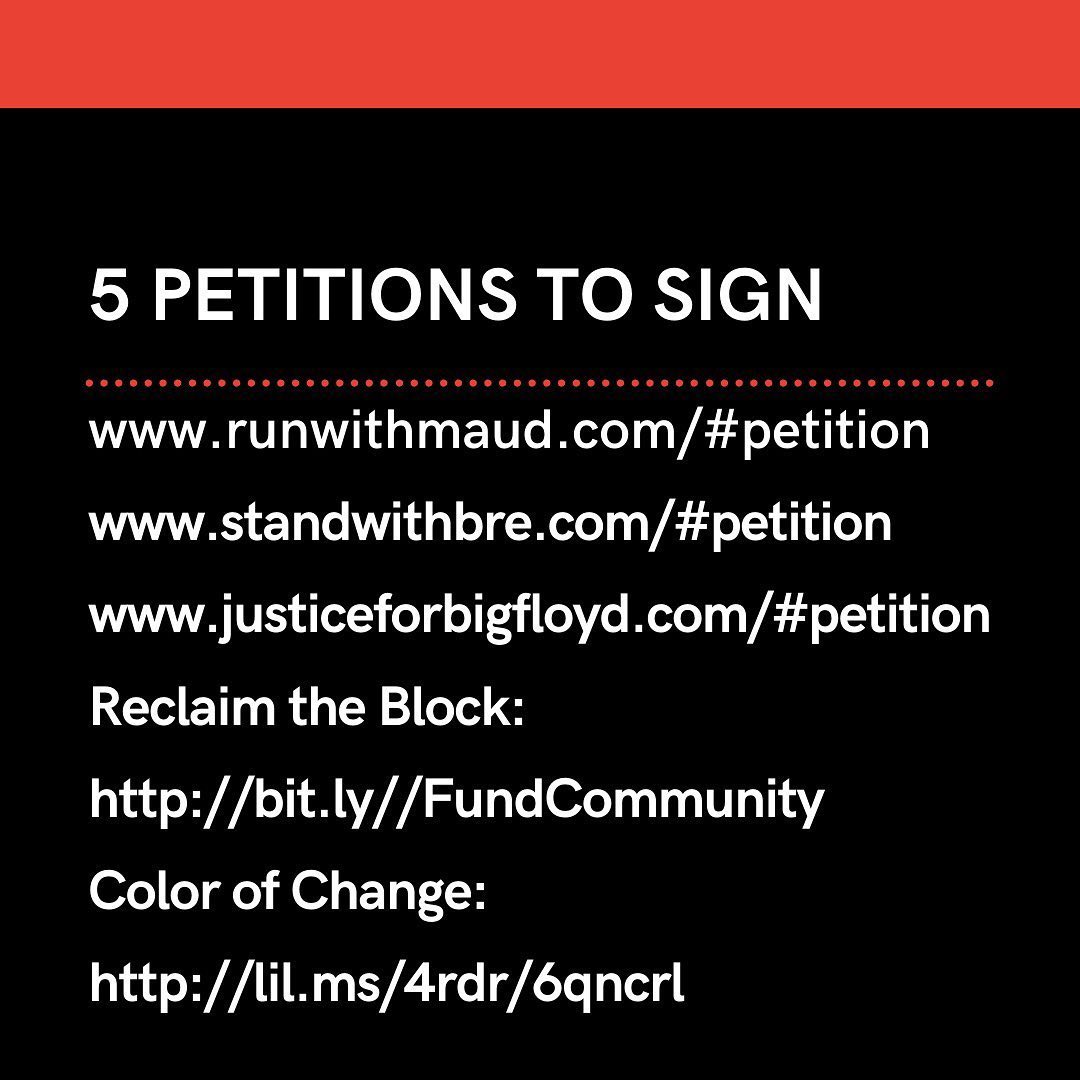 5 PETITIONS TO SIGN
www.runwithmaud.com/#petition
www.standwithbre.com/#petition
www.justiceforbigfloyd.com/#petition
Reclaim the Block:
http://bit.ly//FundCommunity
Color of Change:
http://lil.ms/4rdr/6qncrl